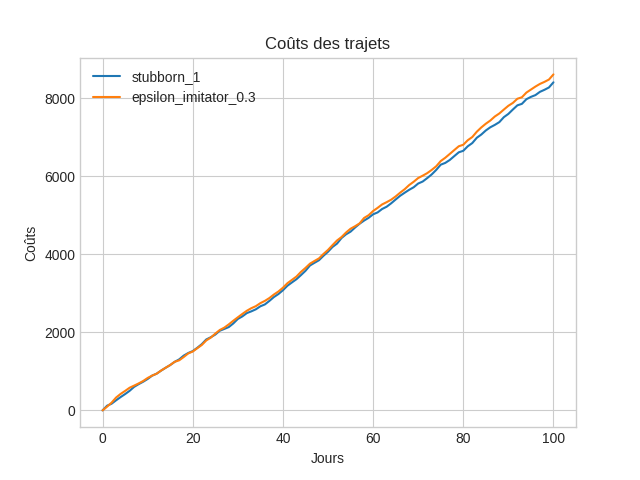 Coûts des trajets
stubborn_1
epsilon_imitator_0.3
Coûts
8000
6000
4000
2000
0
0 20 40 60 80 100
Jours